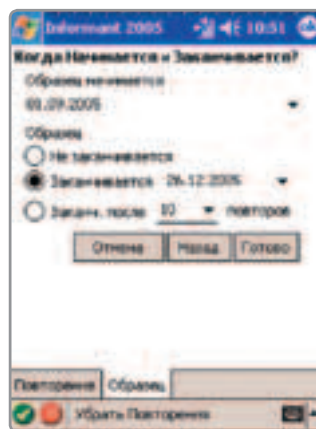 Informant 2005 10:51
Когда Начинается и Заканчивается?
Образец начинается
01.09.2005
Образец
Не заканчивается
Заканчивается 26.12.2005
Заканч. после 10 повторов
Отмена Назад Готово
Повторения Образец
Убрать Повторения